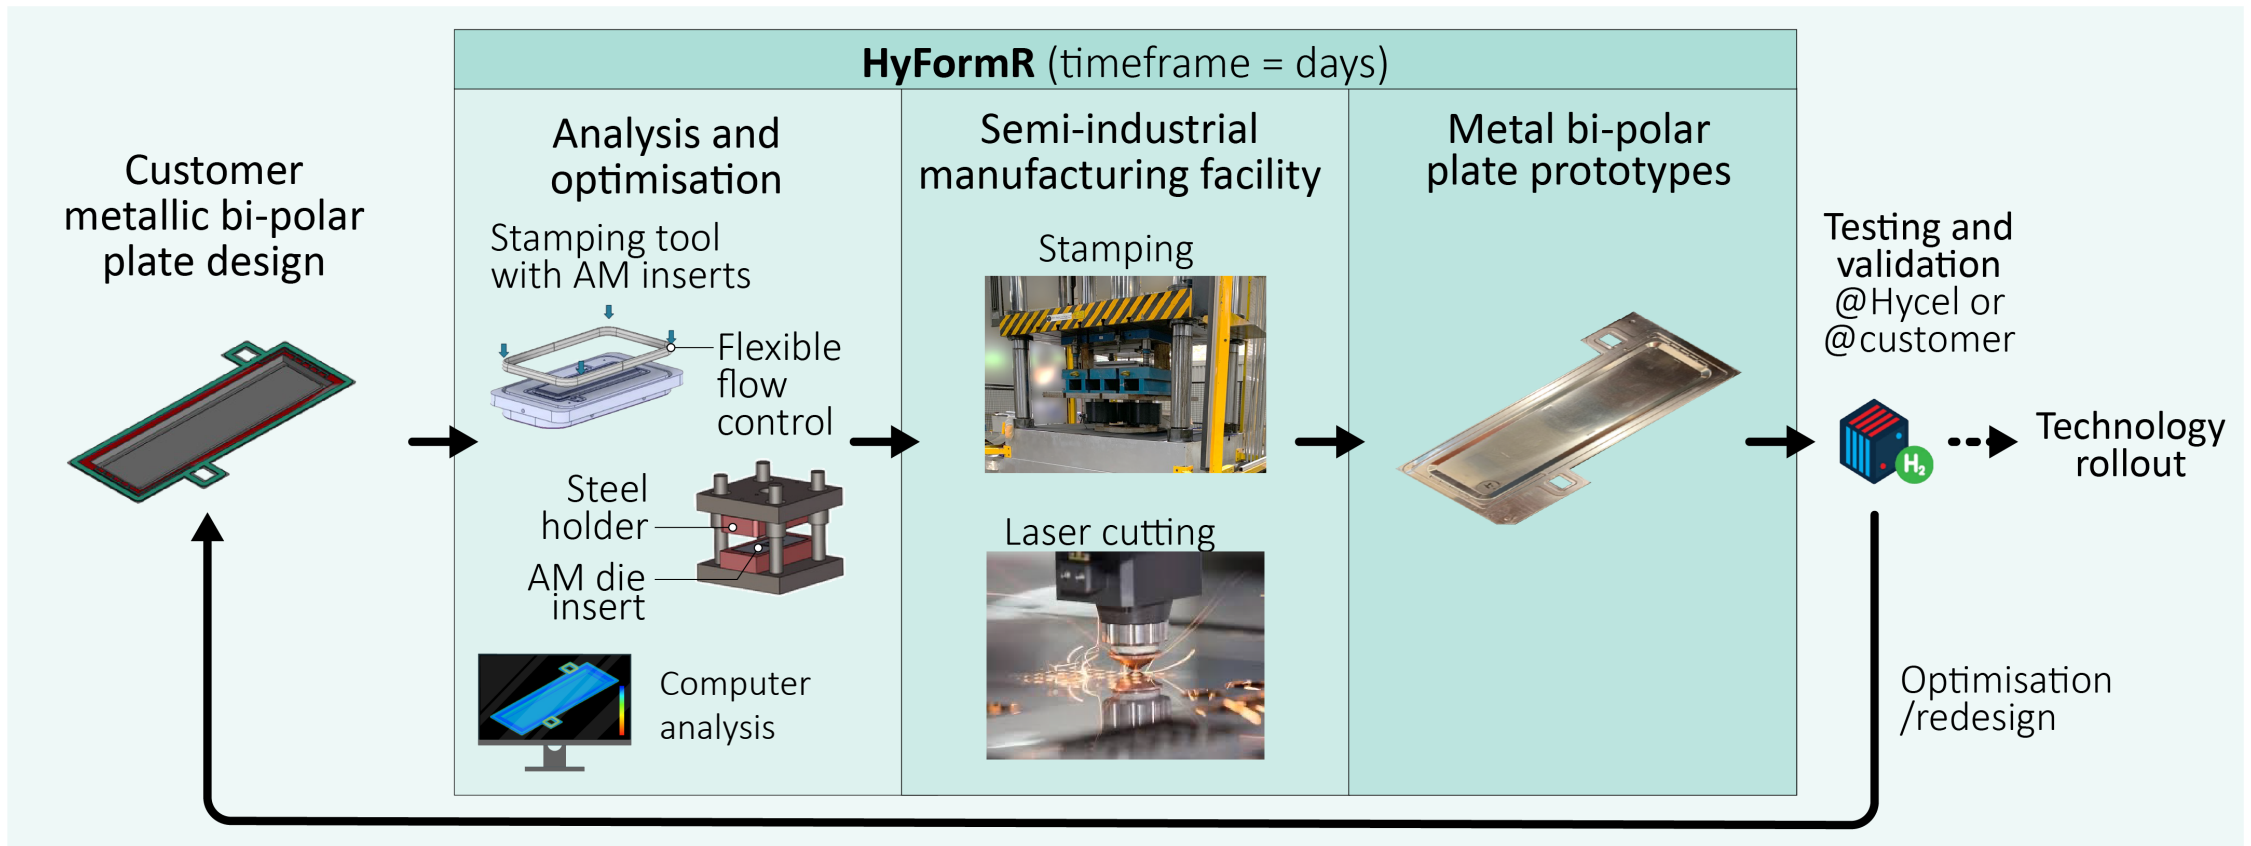 HyFormR (timeframe = days)
Customer
metallic bi-polar
plate design
Analysis and
optimisation
Stamping tool
with AM inserts
Flexible
flow
control
Steel
holder
AM die
insert
Computer
analysis
Semi-industrial
manufacturing facility
Stamping
Laser cutting
Metal bi-polar
plate prototypes
Testing and
validation
@Hycel or
@customer
H2
Technology
rollout
Optimisation
/redesign